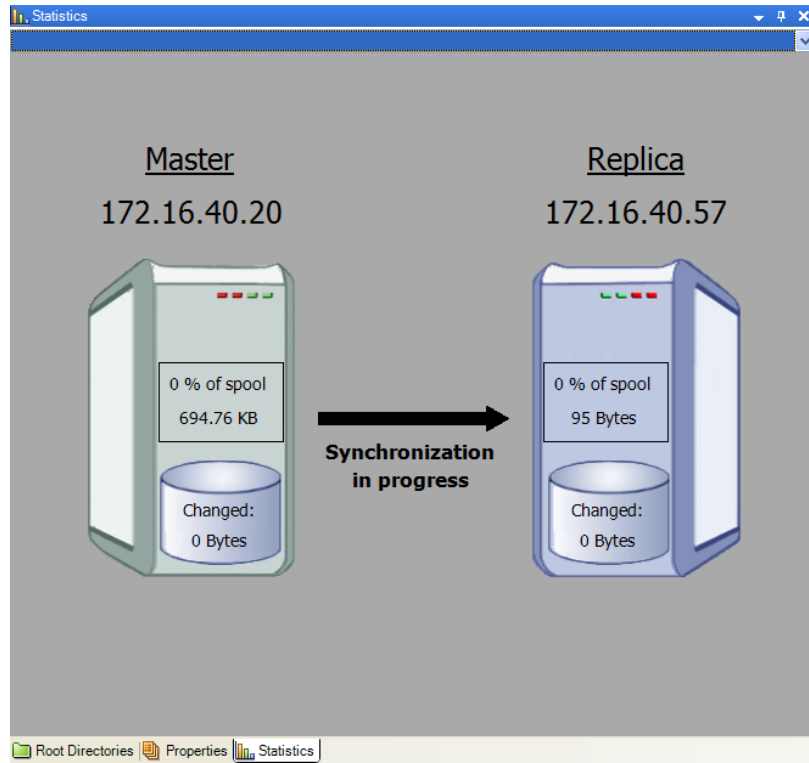 Statistics
Master
Replica
172.16.40.20
172.16.40.57
0 % of spool
694.76 KB
0 % of spool
95 Bytes
Synchronization
in progress
Changed:
0 Bytes
Changed:
0 Bytes
Root Directories Properties Statistics